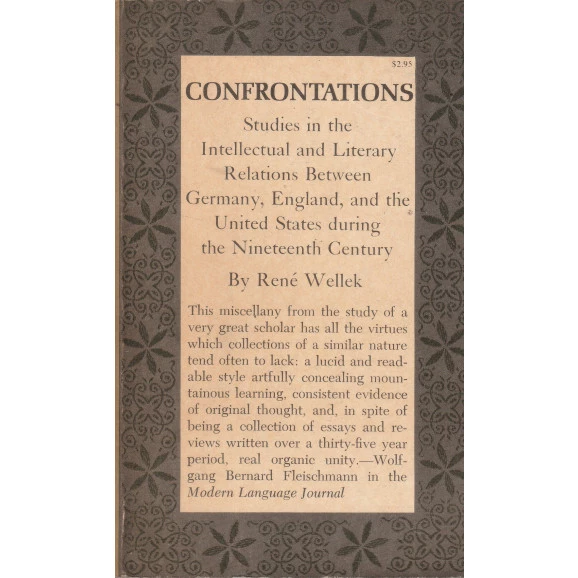 $2.95
CONFRONTATIONS
Studies in the
Intellectual and Literary
Relations Between
Germany, England, and the
United States during
the Nineteenth Century
By René Wellek
This miscellany from the study of a
very great scholar has all the virtues
which collections of a similar nature
tend often to lack: a lucid and read-
able style artfully concealing moun-
tainous learning, consistent evidence
of original thought, and, in spite of
being a collection of essays and re-
views written over a thirty-five year
period, real organic unity.—Wolf-
gang Bernard Fleischmann in the
Modern Language Journal